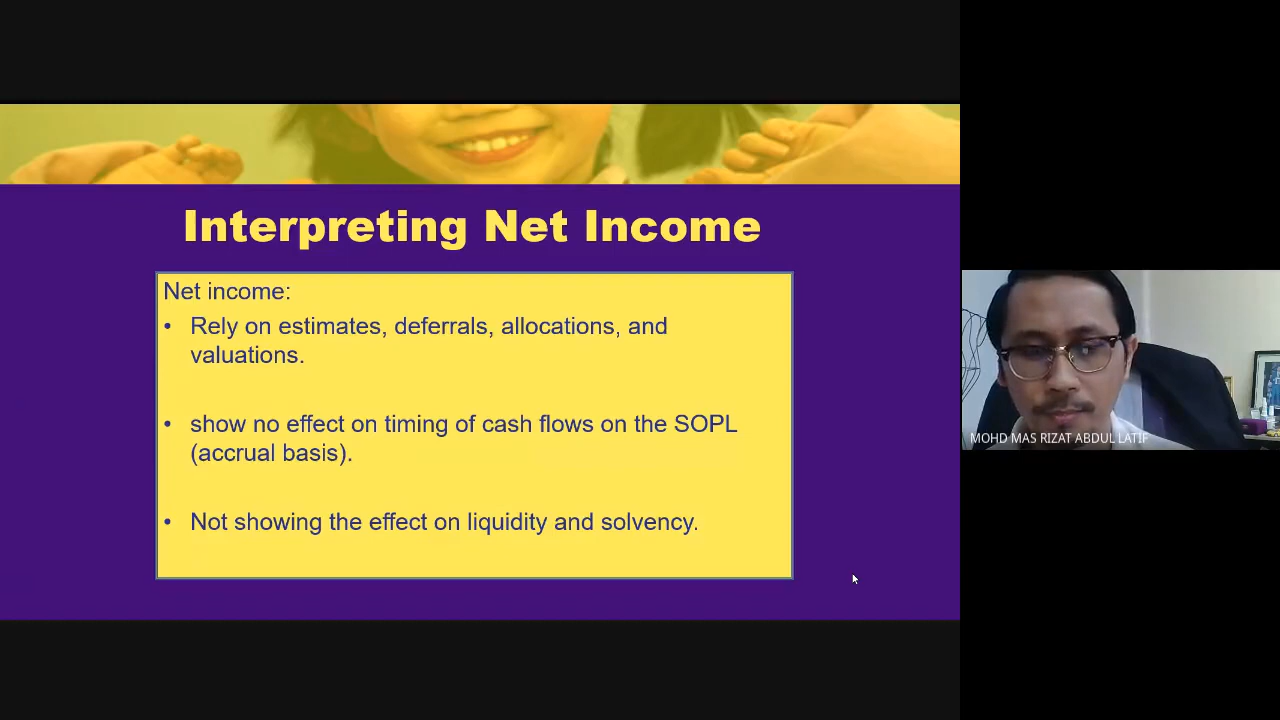 Interpreting Net Income
Net income:
• Rely on estimates, deferrals, allocations, and
valuations.
• show no effect on timing of cash flows on the SOPL
(accrual basis).
• Not showing the effect on liquidity and solvency.
MOHD MAS RIZAT ABDUL LATIF